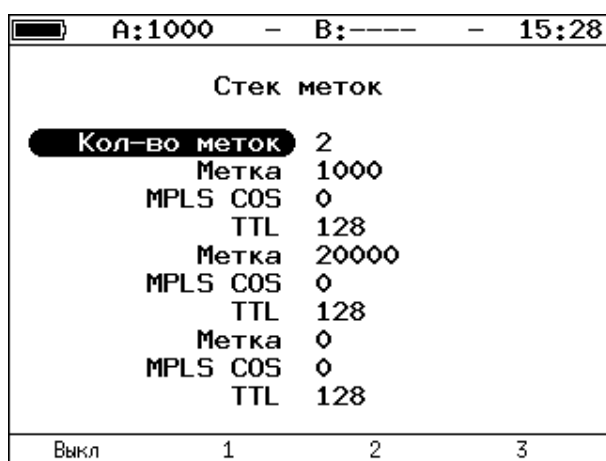 A:1000 – B:---- – 15:28
Стек меток
Кол-во меток 2
Метка 1000
MPLS COS 0
TTL 128
Метка 20000
MPLS COS 0
TTL 128
Метка 0
MPLS COS 0
TTL 128
Выкл 1 2 3